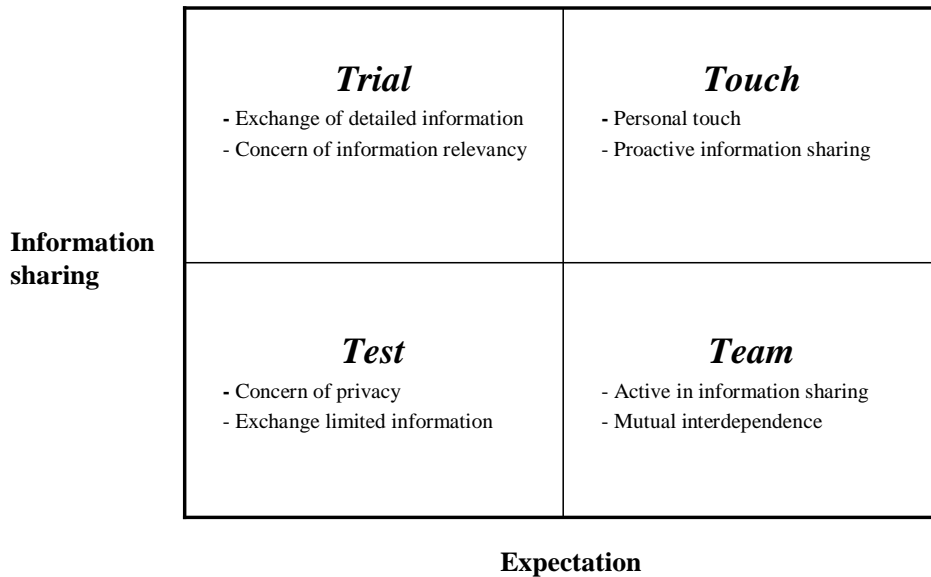 Trial
- Exchange of detailed information
- Concern of information relevancy
Touch
- Personal touch
- Proactive information sharing
Information
sharing
Test
- Concern of privacy
- Exchange limited information
Team
- Active in information sharing
- Mutual interdependence
Expectation